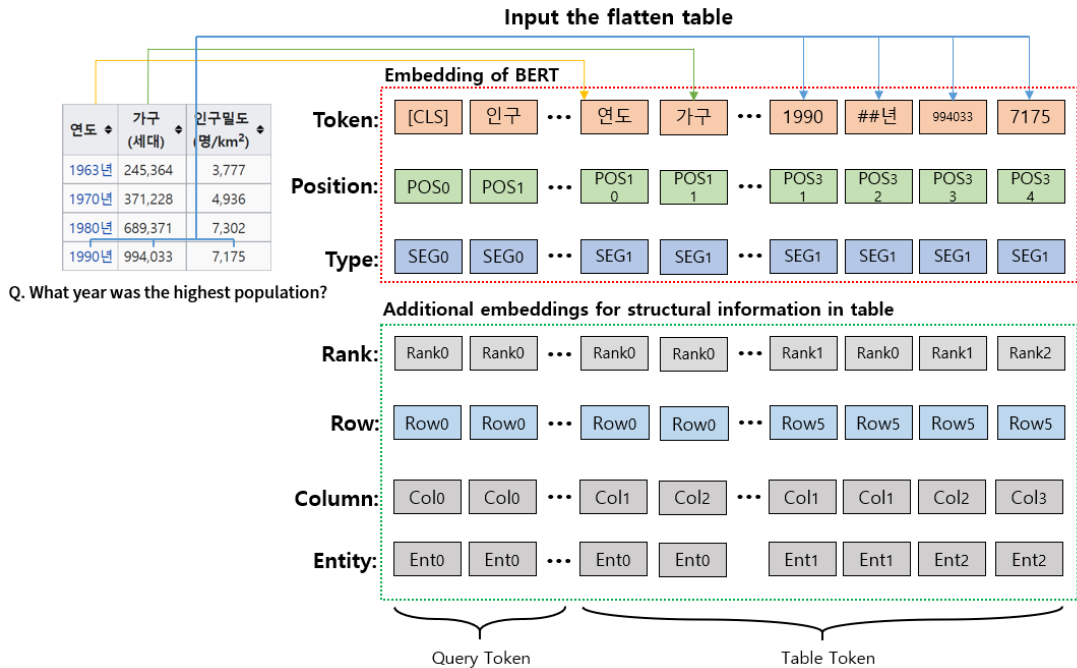 Input the flatten table
Embedding of BERT
연도 가구 (세대) 인구밀도 (명/km²)
1963년 245,364 3,777
1970년 371,228 4,936
1980년 689,371 7,302
1990년 994,033 7,175
Q. What year was the highest population?
Token: [CLS] 인구 ••• 연도 가구 ••• 1990 ##년 994033 7175
Position: POS0 POS1 ••• POS10 POS11 ••• POS31 POS32 POS33 POS34
Type: SEG0 SEG0 ••• SEG1 SEG1 ••• SEG1 SEG1 SEG1 SEG1
Additional embeddings for structural information in table
Rank: Rank0 Rank0 ••• Rank0 Rank0 ••• Rank1 Rank0 Rank1 Rank2
Row: Row0 Row0 ••• Row0 Row0 ••• Row5 Row5 Row5 Row5
Column: Col0 Col0 ••• Col1 Col2 ••• Col1 Col1 Col2 Col3
Entity: Ent0 Ent0 ••• Ent0 Ent0 Ent1 Ent1 Ent2 Ent2
Query Token
Table Token